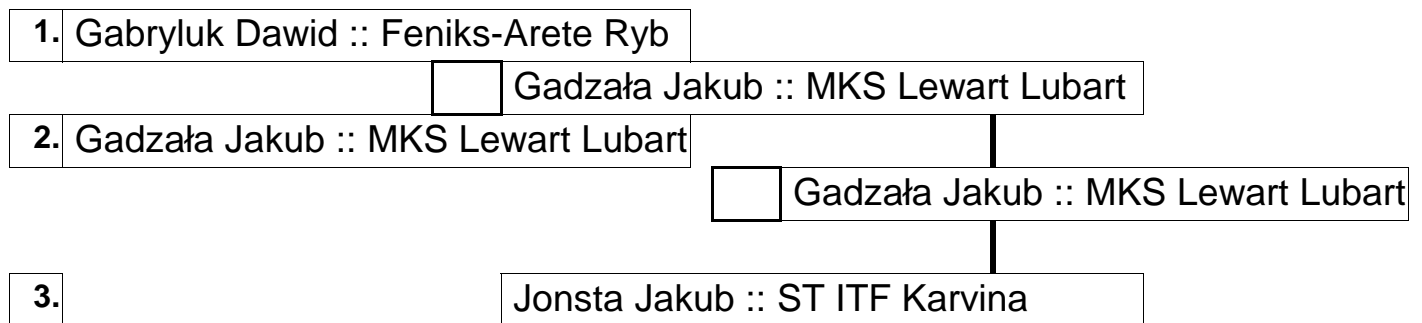 1. Gabryluk Dawid :: Feniks-Arete Ryb
Gadzała Jakub :: MKS Lewart Lubart
2. Gadzała Jakub :: MKS Lewart Lubart
Gadzała Jakub :: MKS Lewart Lubart
3. Jonsta Jakub :: ST ITF Karvina